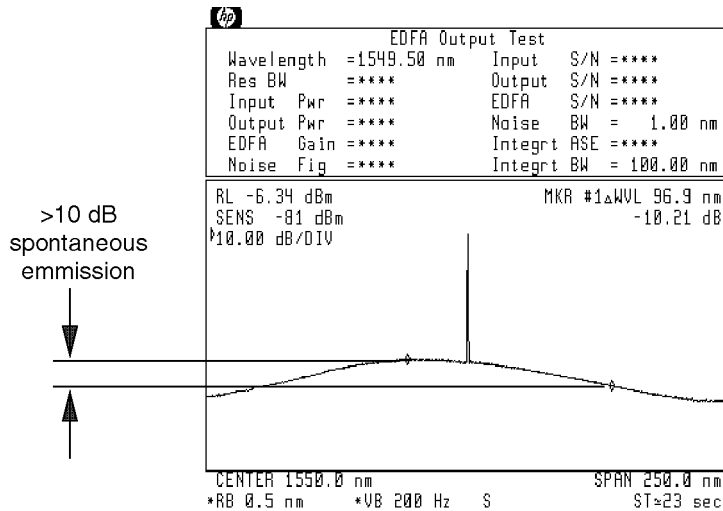 hp
EDFA Output Test
Wavelength =1549.50 nm Input S/N =****
Res BW =**** Output S/N =****
Input Pwr =**** EDFA S/N =****
Output Pwr =**** Noise BW = 1.00 nm
EDFA Gain =**** Integrt ASE =****
Noise Fig =**** Integrt BW = 100.00 nm
RL -6.34 dBm MKR #1△WVL 96.9 nm
SENS -81 dBm -10.21 dB
10.00 dB/DIV
>10 dB
spontaneous
emmission
CENTER 1550.0 nm SPAN 250.0 nm
*RB 0.5 nm *VB 200 Hz S ST≃23 sec